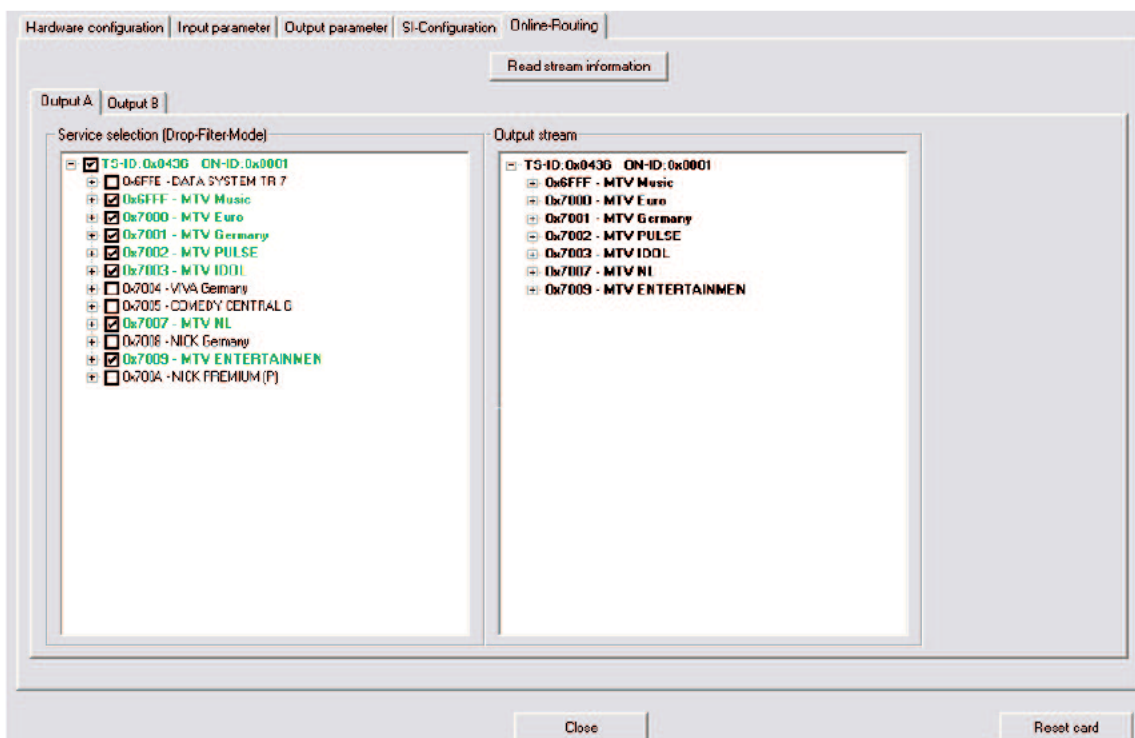 Hardware configuration Input parameter Output parameter SI-Configuration Online-Routing
Read stream information
Output A Output B
Service selection (Drop-Filter-Mode)
TS-ID:0x0436 ON-ID:0x0001
0x6FFE - DATA SYSTEM TR 7
0x6FFF - MTV Music
0x7000 - MTV Euro
0x7001 - MTV Germany
0x7002 - MTV PULSE
0x7003 - MTV IDOL
0x7004 - VIVA Germany
0x7005 - COMEDY CENTRAL G
0x7007 - MTV NL
0x7008 - NICK Germany
0x7009 - MTV ENTERTAINMEN
0x700A - NICK PREMIUM (P)
Output stream
TS-ID:0x0436 ON-ID:0x0001
0x6FFF - MTV Music
0x7000 - MTV Euro
0x7001 - MTV Germany
0x7002 - MTV PULSE
0x7003 - MTV IDOL
0x7007 - MTV NL
0x7009 - MTV ENTERTAINMEN
Close
Reset card